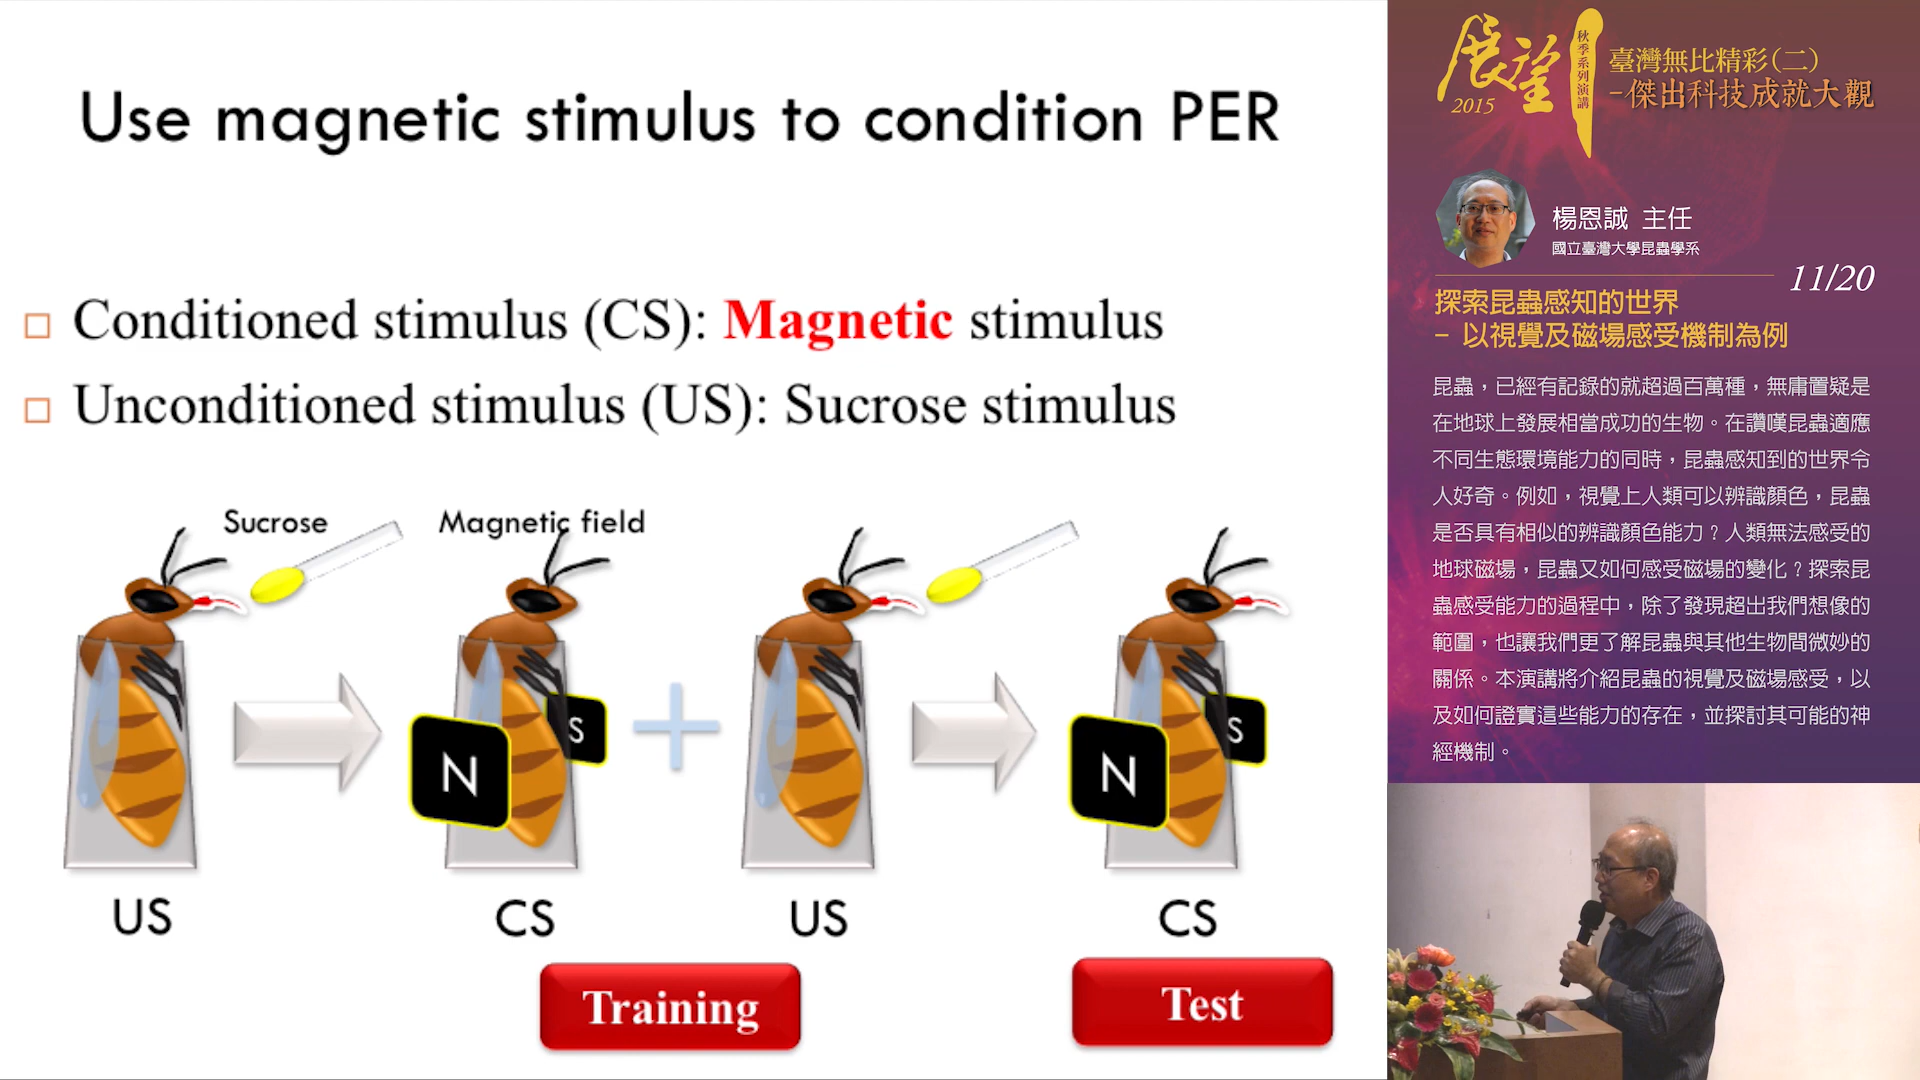 Use magnetic stimulus to condition PER
Conditioned stimulus (CS): Magnetic stimulus
Unconditioned stimulus (US): Sucrose stimulus
Sucrose
Magnetic field
N
S
N
S
US
CS
US
CS
Training
Test
展望
2015
秋季系列演講
臺灣無比精彩(二)
-傑出科技成就大觀
楊恩誠 主任
國立臺灣大學昆蟲學系
11/20
探索昆蟲感知的世界
- 以視覺及磁場感受機制為例
昆蟲，已經有記錄的就超過百萬種，無庸置疑是
在地球上發展相當成功的生物。在讚嘆昆蟲適應
不同生態環境能力的同時，昆蟲感知到的世界令
人好奇。例如，視覺上人類可以辨識顏色，昆蟲
是否具有相似的辨識顏色能力？人類無法感受的
地球磁場，昆蟲又如何感受磁場的變化？探索昆
蟲感受能力的過程中，除了發現超出我們想像的
範圍，也讓我們更了解昆蟲與其他生物間微妙的
關係。本演講將介紹昆蟲的視覺及磁場感受，以
及如何證實這些能力的存在，並探討其可能的神
經機制。